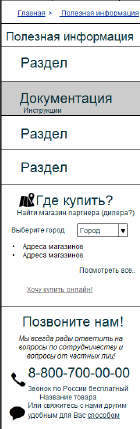 Главная > Полезная информация
Полезная информация
Раздел
Документация
Инструкции
Раздел
Раздел
Где купить?
Найти магазин партнера (дилера?)
Выберите город Город
Адреса магазинов
Адреса магазинов
Посмотреть все..
Хочу купить онлайн!
Позвоните нам!
Мы всегда рады ответить на
вопросы по сотрудничеству и
вопросы от частных лиц!
8-800-700-00-00
Звонок по России бесплатный
Название товара
Или свяжитесь с нами другим
удобным для Вас способом